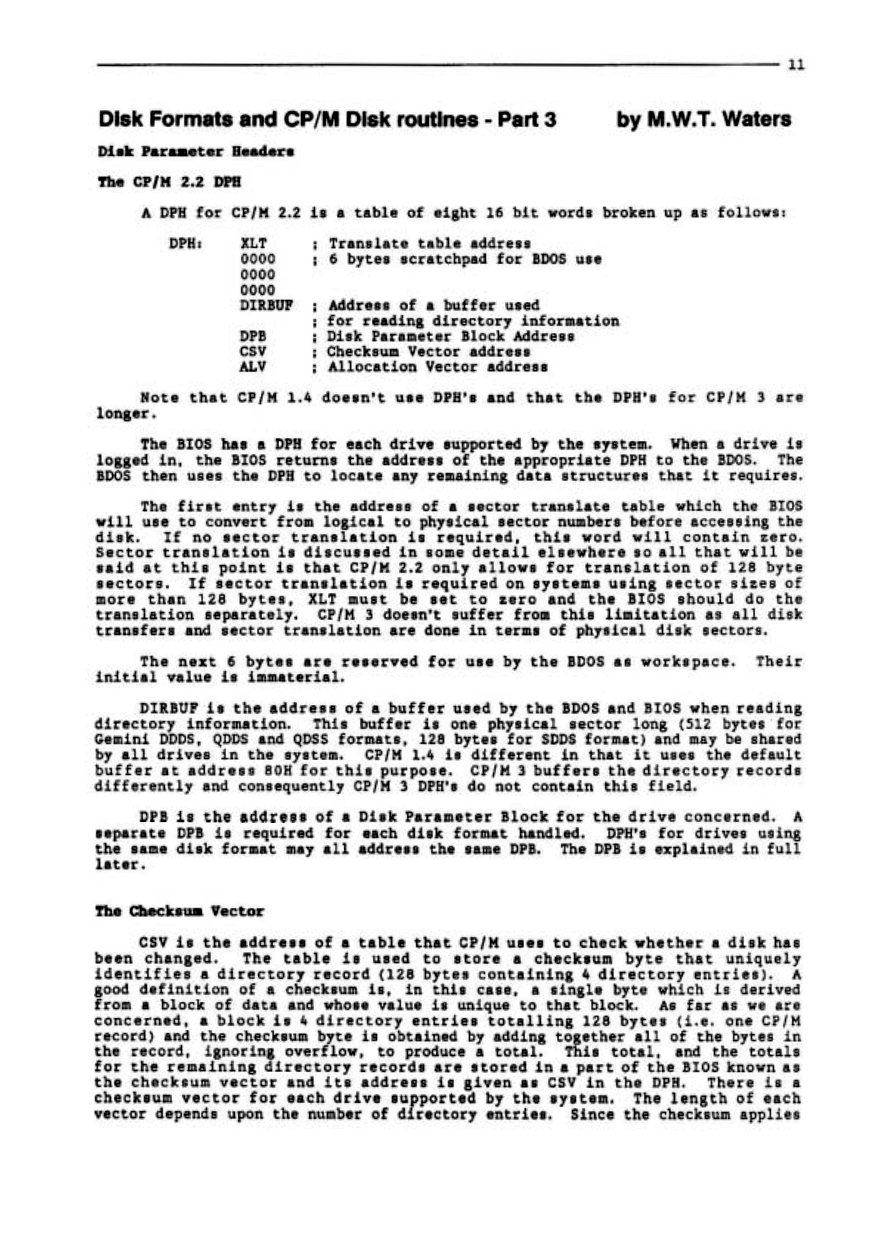 11
Disk Formats and CP/M Disk routines - Part 3 by M.W.T. Waters
Disk Parameter Headers
The CP/M 2.2 DPH
A DPH for CP/M 2.2 is a table of eight 16 bit words broken up as follows:
DPH: XLT ; Translate table address
0000 ; 6 bytes scratchpad for BDOS use
0000
0000
DIRBUF ; Address of a buffer used
; for reading directory information
DPB ; Disk Parameter Block Address
CSV ; Checksum Vector address
ALV ; Allocation Vector address
Note that CP/M 1.4 doesn't use DPH's and that the DPH's for CP/M 3 are
longer.
The BIOS has a DPH for each drive supported by the system. When a drive is
logged in, the BIOS returns the address of the appropriate DPH to the BDOS. The
BDOS then uses the DPH to locate any remaining data structures that it requires.
The first entry is the address of a sector translate table which the BIOS
will use to convert from logical to physical sector numbers before accessing the
disk. If no sector translation is required, this word will contain zero.
Sector translation is discussed in some detail elsewhere so all that will be
said at this point is that CP/M 2.2 only allows for translation of 128 byte
sectors. If sector translation is required on systems using sector sizes of
more than 128 bytes, XLT must be set to zero and the BIOS should do the
translation separately. CP/M 3 doesn't suffer from this limitation as all disk
transfers and sector translation are done in terms of physical disk sectors.
The next 6 bytes are reserved for use by the BDOS as workspace. Their
initial value is immaterial.
DIRBUF is the address of a buffer used by the BDOS and BIOS when reading
directory information. This buffer is one physical sector long (512 bytes for
Gemini DDDS, QDDS and QDSS formats, 128 bytes for SDDS format) and may be shared
by all drives in the system. CP/M 1.4 is different in that it uses the default
buffer at address 80H for this purpose. CP/M 3 buffers the directory records
differently and consequently CP/M 3 DPH's do not contain this field.
DPB is the address of a Disk Parameter Block for the drive concerned. A
separate DPB is required for each disk format handled. DPH's for drives using
the same disk format may all address the same DPB. The DPB is explained in full
later.
The Checksum Vector
CSV is the address of a table that CP/M uses to check whether a disk has
been changed. The table is used to store a checksum byte that uniquely
identifies a directory record (128 bytes containing 4 directory entries). A
good definition of a checksum is, in this case, a single byte which is derived
from a block of data and whose value is unique to that block. As far as we are
concerned, a block is 4 directory entries totalling 128 bytes (i.e. one CP/M
record) and the checksum byte is obtained by adding together all of the bytes in
the record, ignoring overflow, to produce a total. This total, and the totals
for the remaining directory records are stored in a part of the BIOS known as
the checksum vector and its address is given as CSV in the DPH. There is a
checksum vector for each drive supported by the system. The length of each
vector depends upon the number of directory entries. Since the checksum applies